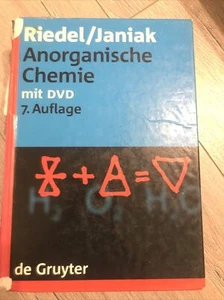 Riedel/Janiak
Anorganische
Chemie
mit DVD
7. Auflage
+ =
de Gruyter